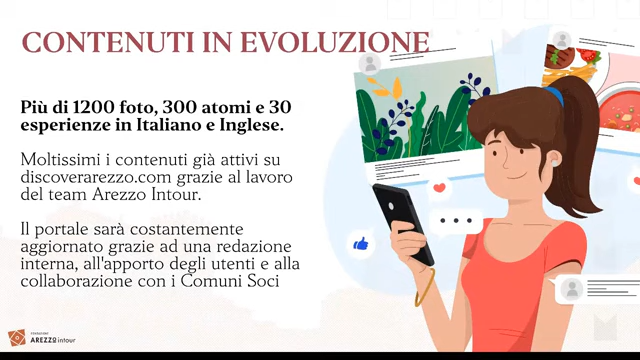 CONTENUTI IN EVOLUZIONE
Più di 1200 foto, 300 atomi e 30
esperienze in Italiano e Inglese.
Moltissimi i contenuti già attivi su
discoverarezzo.com grazie al lavoro
del team Arezzo Intour.
Il portale sarà costantemente
aggiornato grazie ad una redazione
interna, all'apporto degli utenti e alla
collaborazione con i Comuni Soci
AREZZO intour